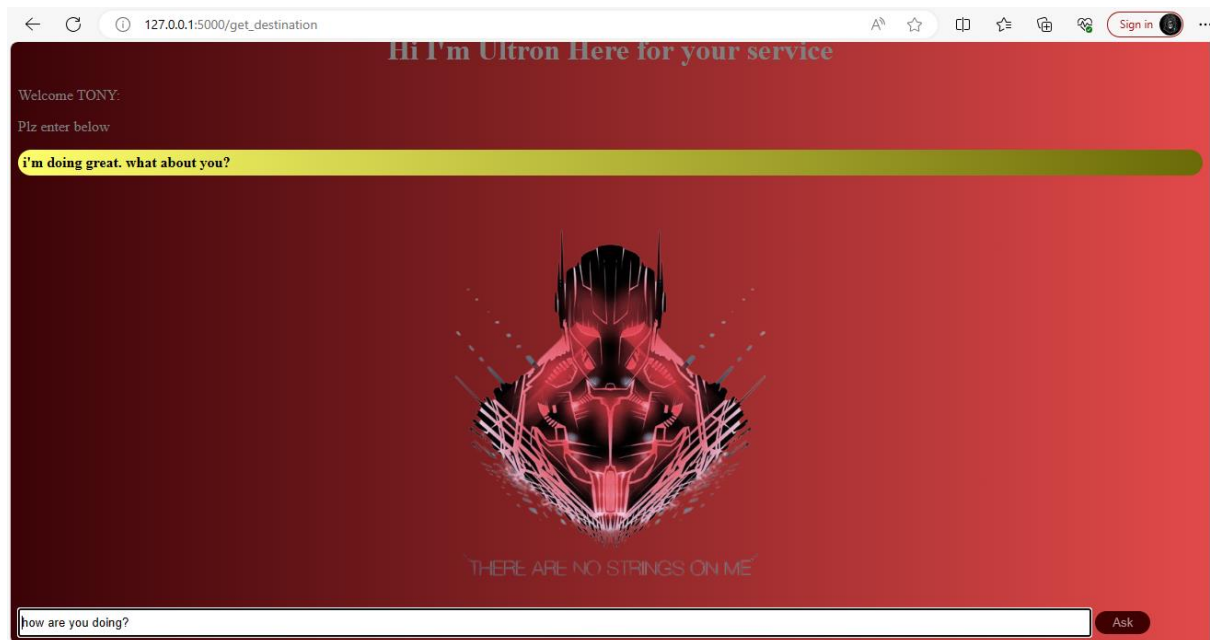 127.0.0.1:5000/get_destination
Sign in
Hi I'm Ultron Here for your service
Welcome TONY:
Plz enter below
i'm doing great. what about you?
THERE ARE NO STRINGS ON ME
how are you doing?
Ask